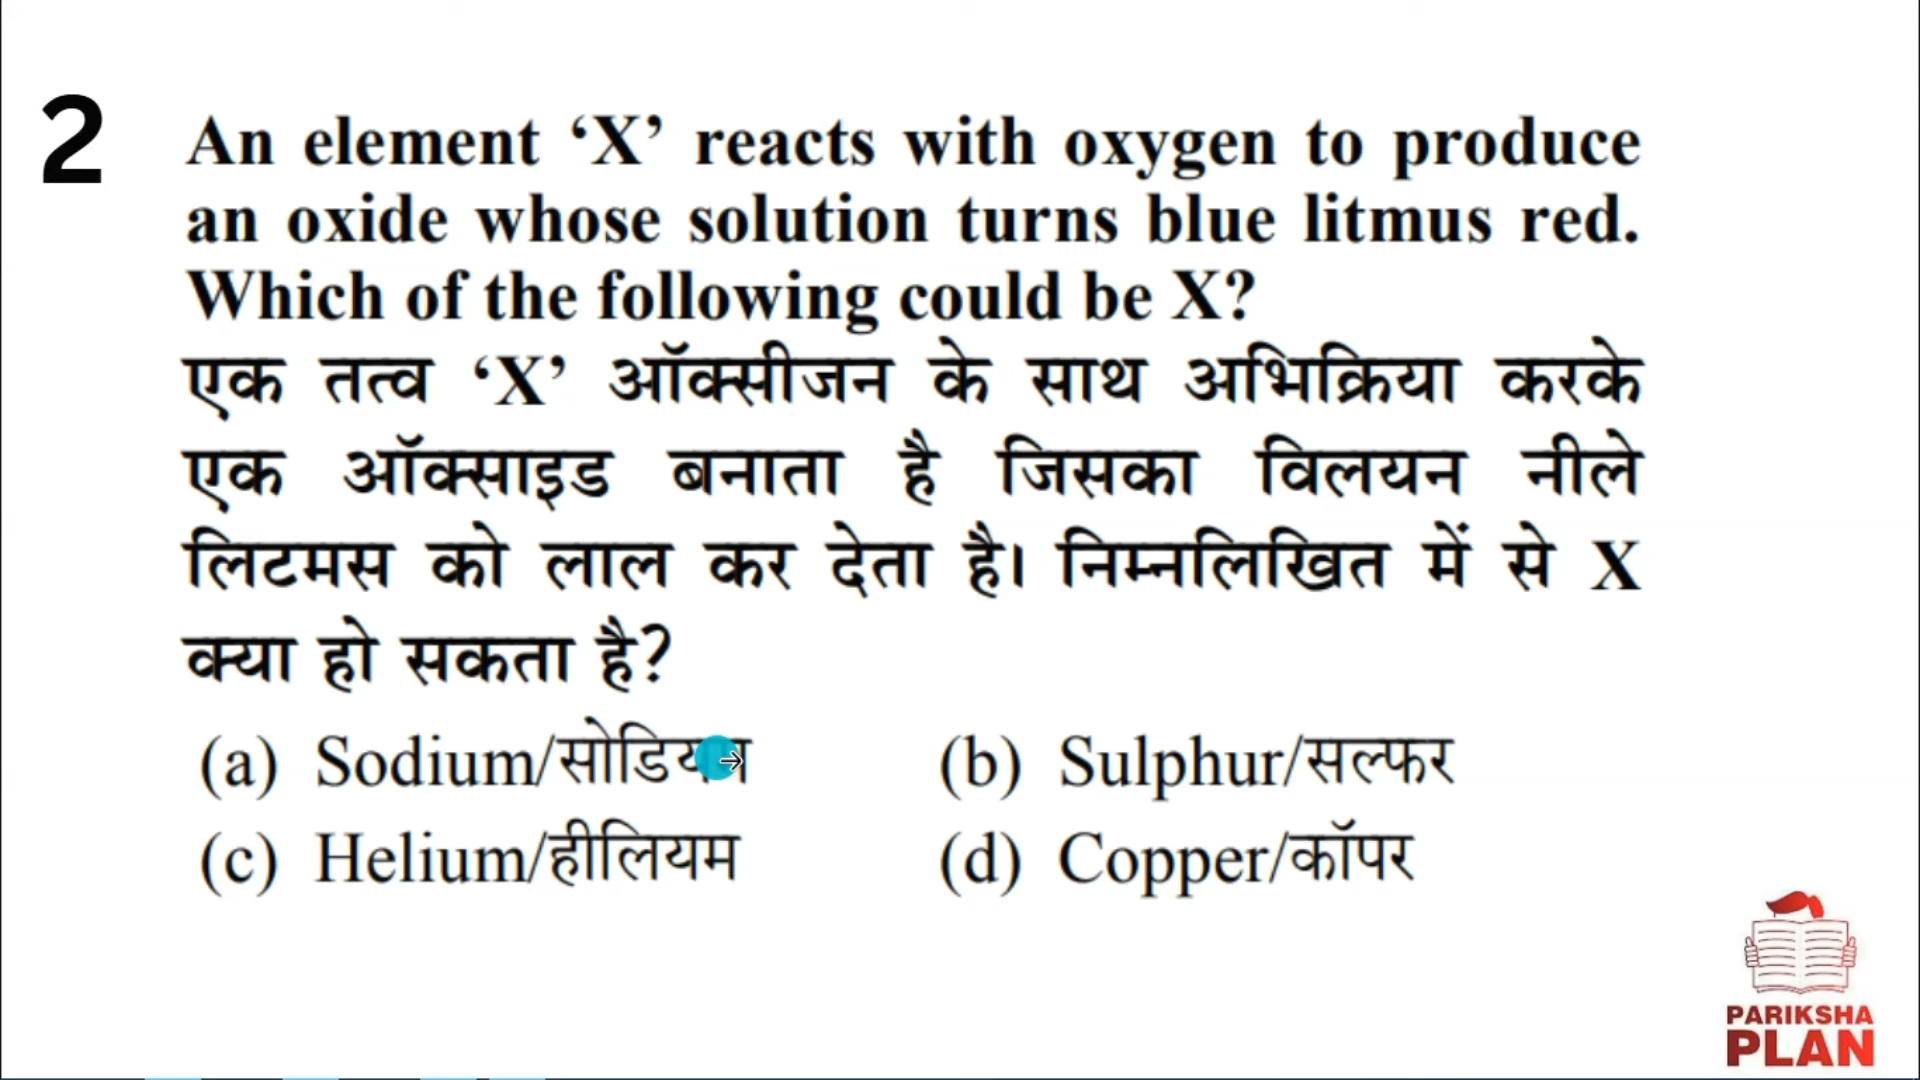 2
An element ‘X’ reacts with oxygen to produce
an oxide whose solution turns blue litmus red.
Which of the following could be X?
एक तत्व ‘X’ ऑक्सीजन के साथ अभिक्रिया करके
एक ऑक्साइड बनाता है जिसका विलयन नीले
लिटमस को लाल कर देता है। निम्नलिखित में से X
क्या हो सकता है?
(a) Sodium/सोडियम (b) Sulphur/सल्फर
(c) Helium/हीलियम (d) Copper/कॉपर
PARIKSHA
PLAN